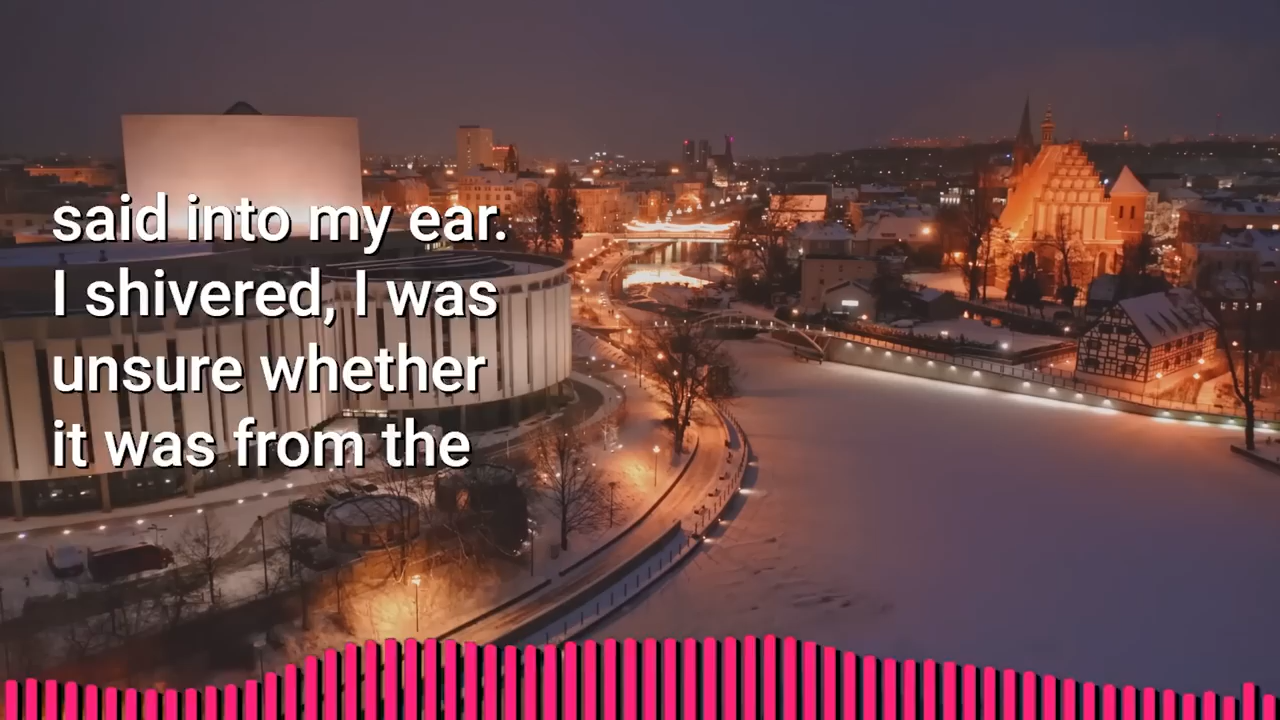 said into my ear.
I shivered, I was
unsure whether
it was from the